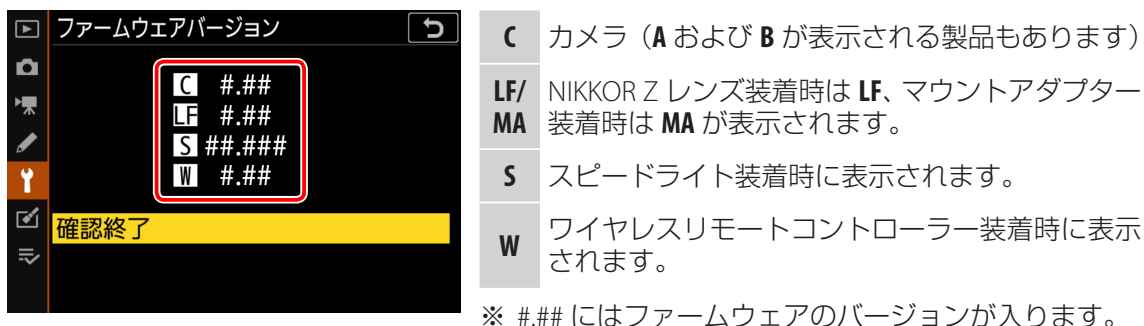 ファームウェアバージョン
C #.##
LF #.##
S ##.###
W #.##
確認終了
C カメラ（A および B が表示される製品もあります）
LF/MA NIKKOR Z レンズ装着時は LF、マウントアダプター
装着時は MA が表示されます。
S スピードライト装着時に表示されます。
W ワイヤレスリモートコントローラー装着時に表示
されます。
※ #.## にはファームウェアのバージョンが入ります。